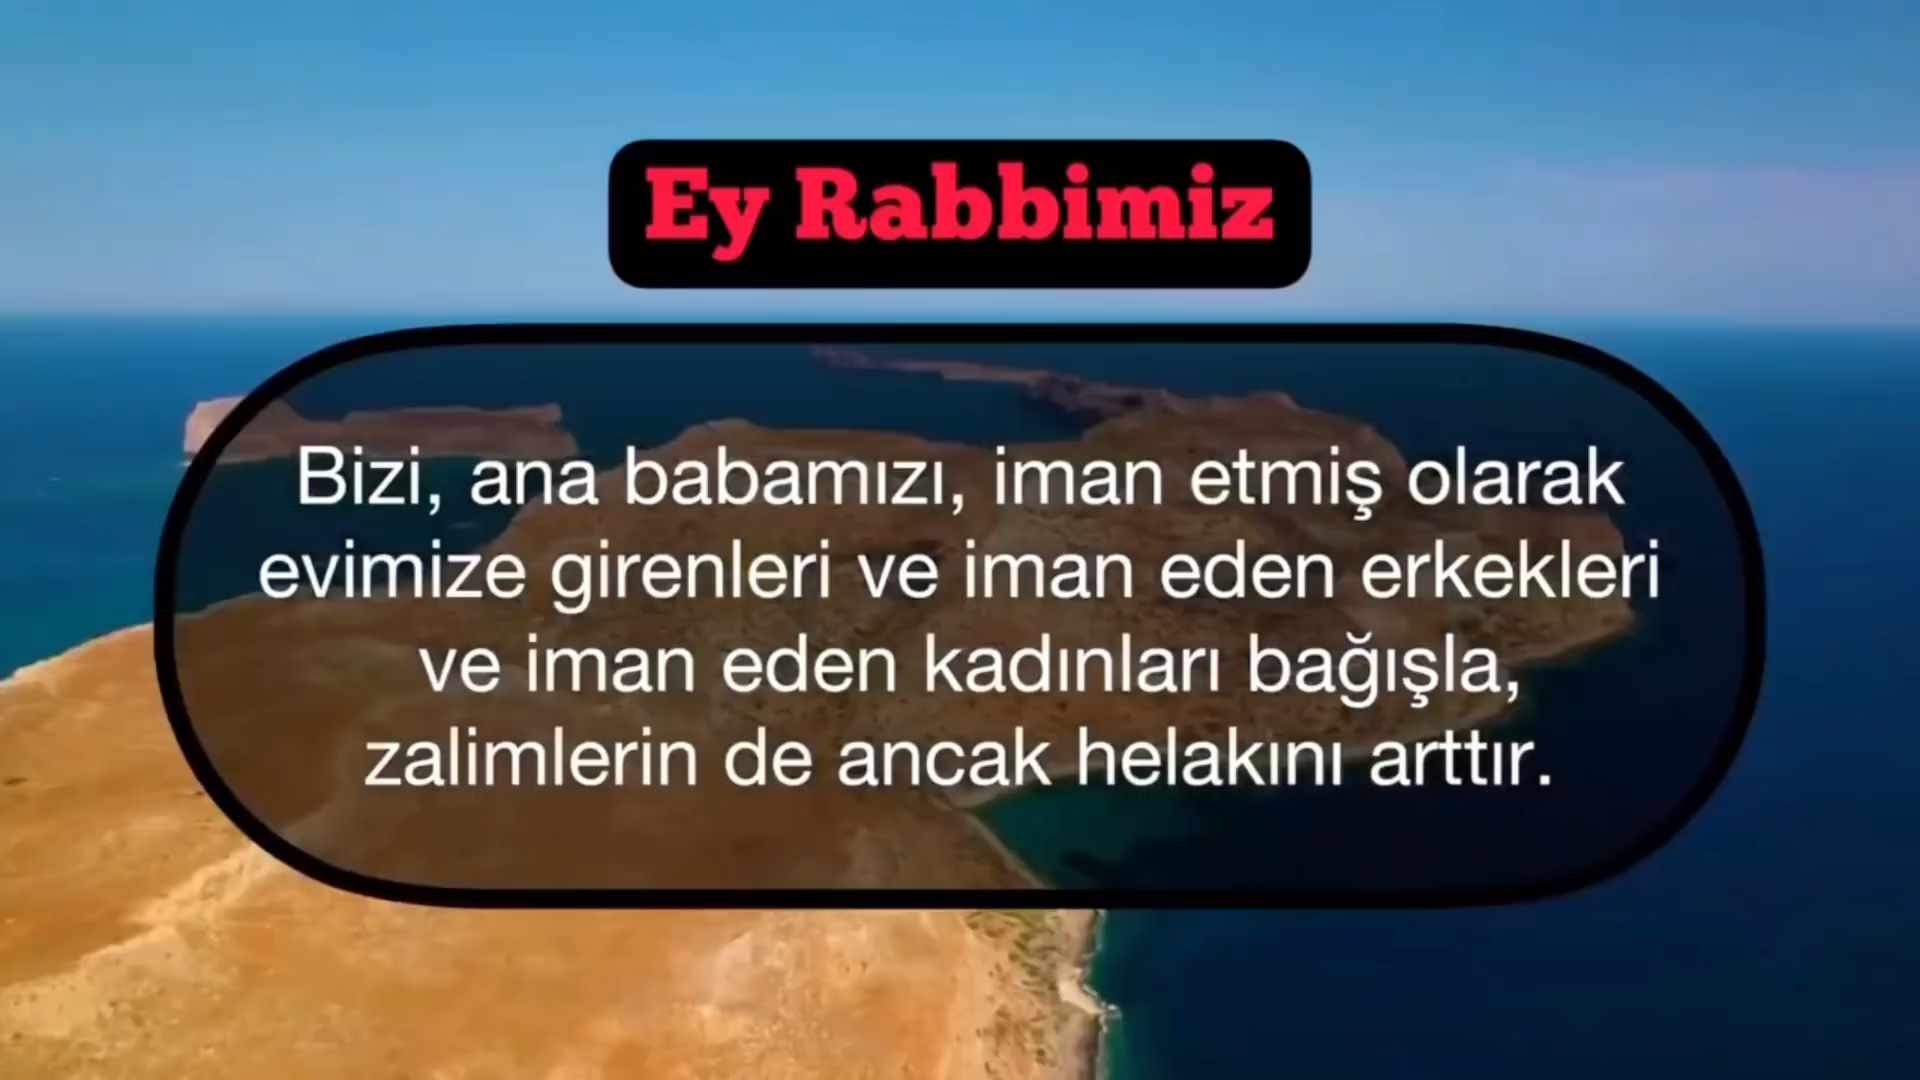 Ey Rabbimiz
Bizi, ana babamızı, iman etmiş olarak
evimize girenleri ve iman eden erkekleri
ve iman eden kadınları bağışla,
zalimlerin de ancak helakını arttır.